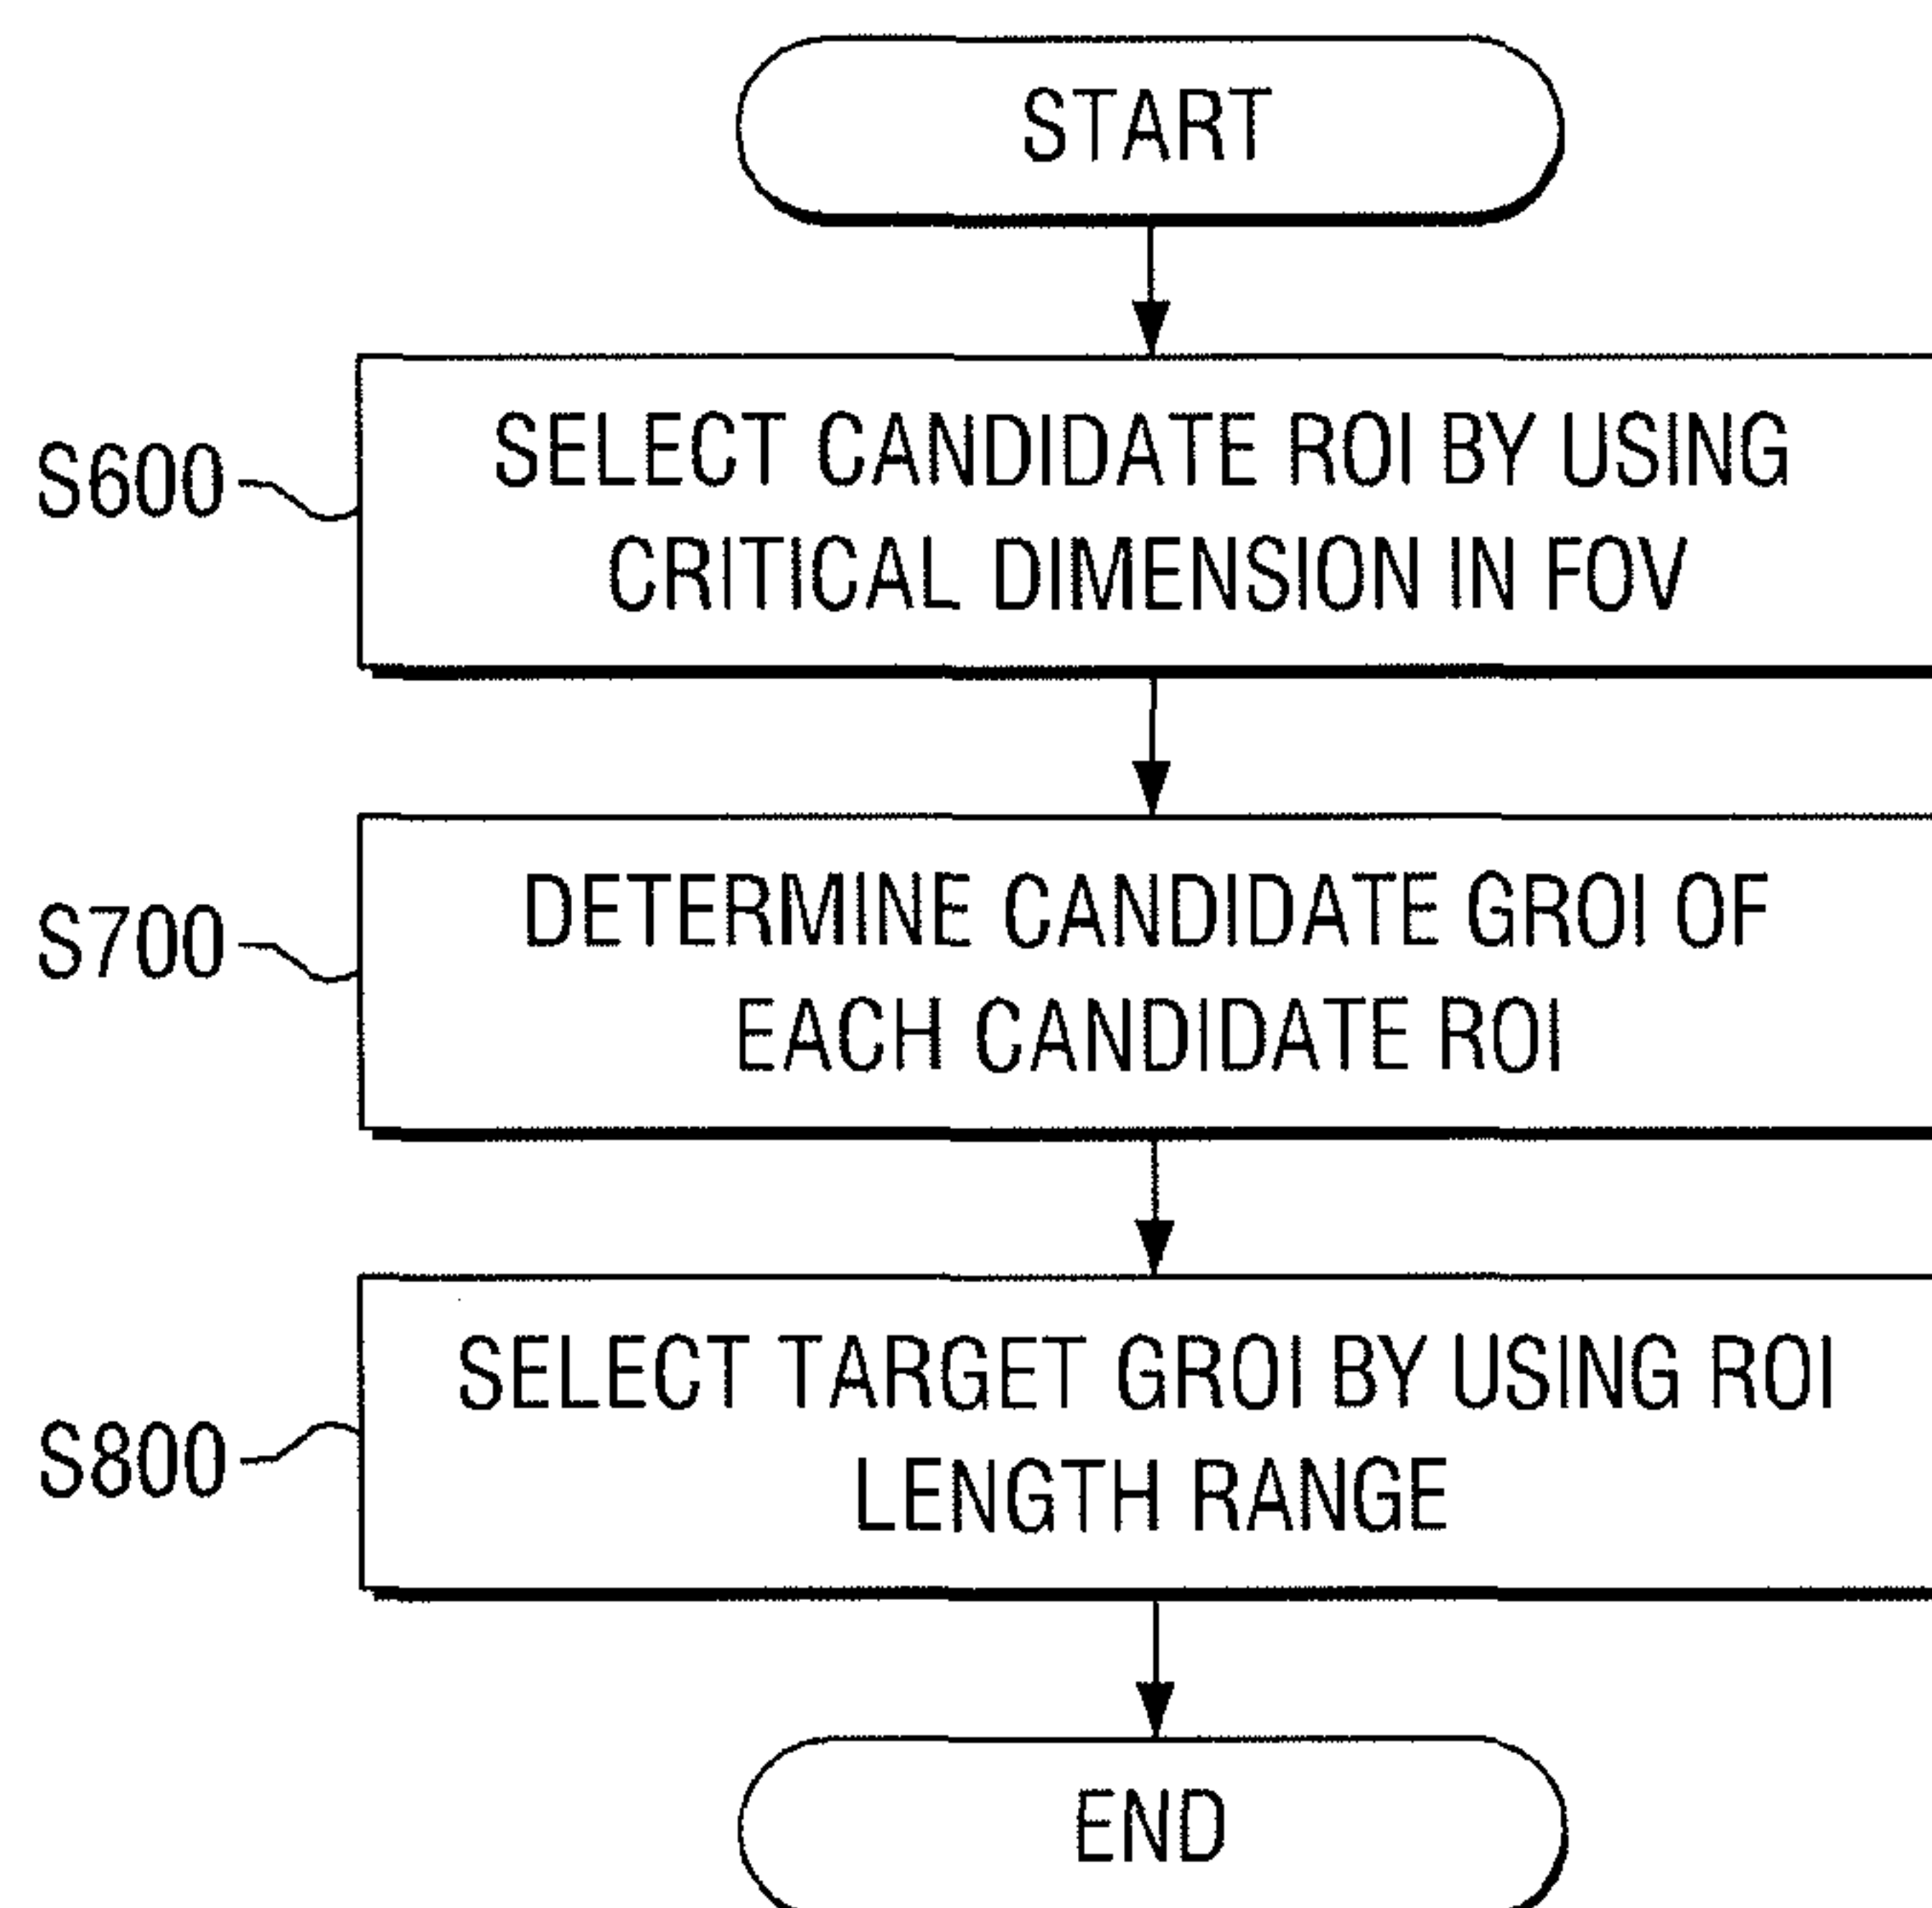 START
S600
SELECT CANDIDATE ROI BY USING
CRITICAL DIMENSION IN FOV
S700
DETERMINE CANDIDATE GROI OF
EACH CANDIDATE ROI
S800
SELECT TARGET GROI BY USING ROI
LENGTH RANGE
END